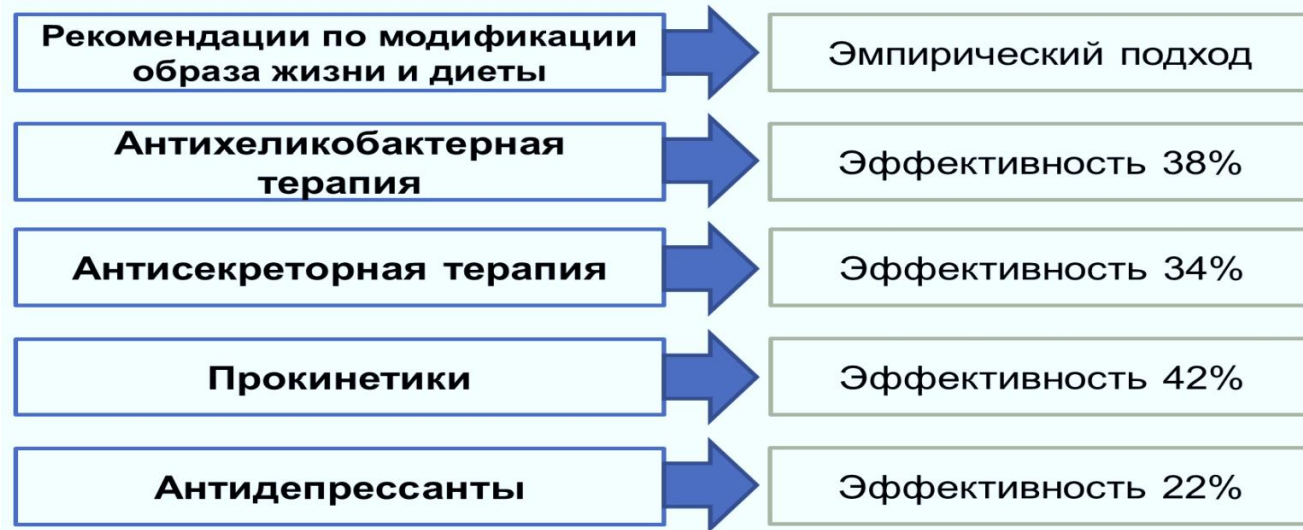 Рекомендации по модификации
образа жизни и диеты
Эмпирический подход
Антихеликобактерная
терапия
Эффективность 38%
Антисекреторная терапия
Эффективность 34%
Прокинетики
Эффективность 42%
Антидепрессанты
Эффективность 22%